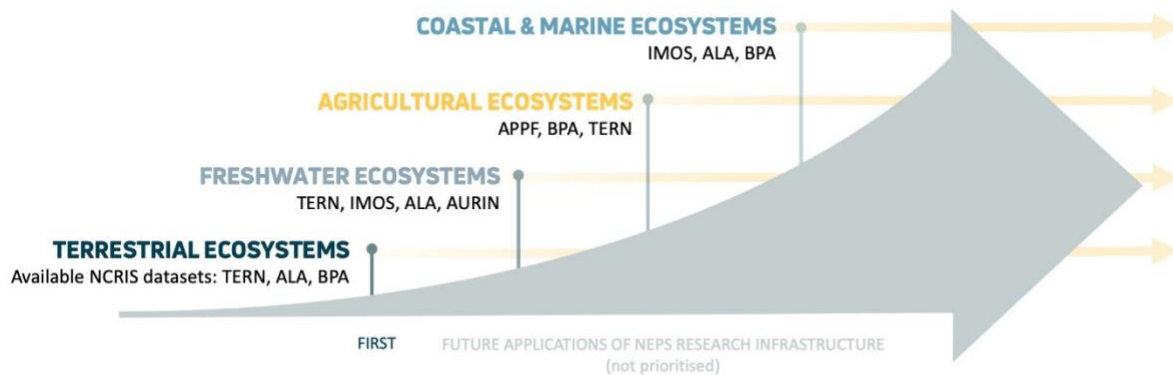 COASTAL & MARINE ECOSYSTEMS
IMOS, ALA, BPA
AGRICULTURAL ECOSYSTEMS
APPF, BPA, TERN
FRESHWATER ECOSYSTEMS
TERN, IMOS, ALA, AURIN
TERRESTRIAL ECOSYSTEMS
Available NCRIS datasets: TERN, ALA, BPA
FIRST
FUTURE APPLICATIONS OF NEPS RESEARCH INFRASTRUCTURE
(not prioritised)